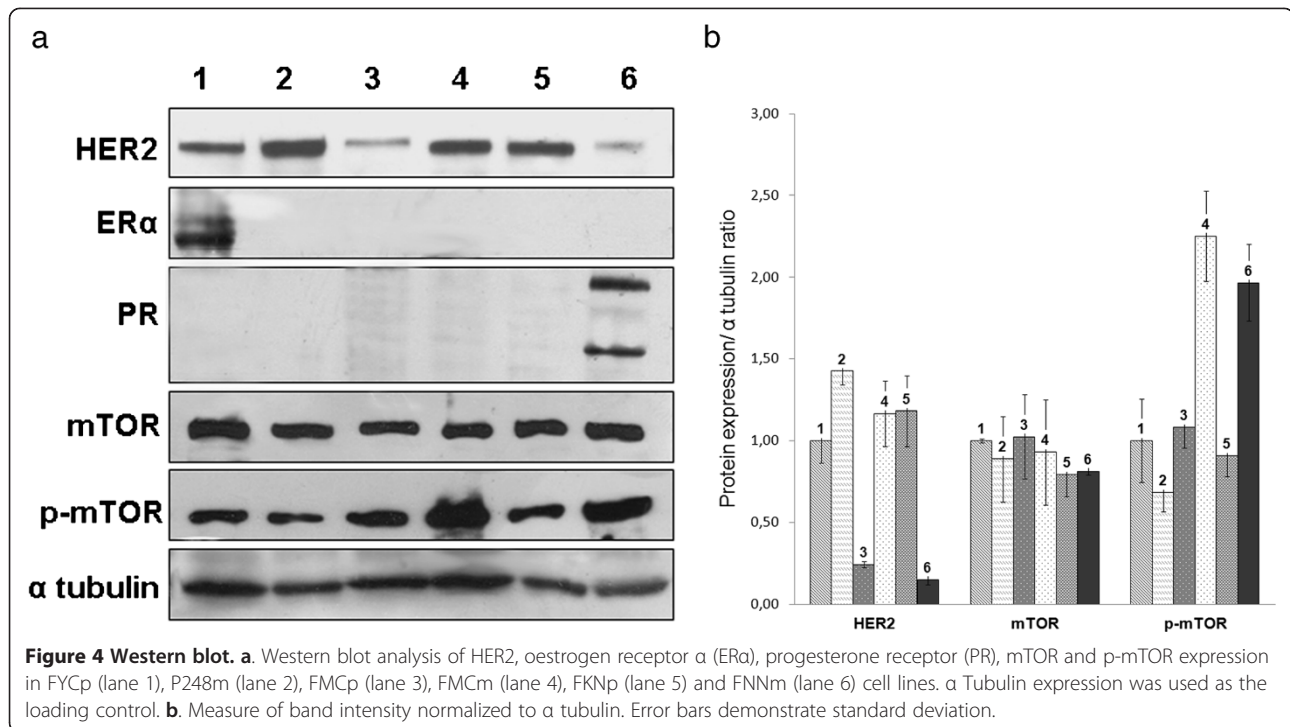 a
1 2 3 4 5 6
HER2
ERα
PR
mTOR
p-mTOR
α tubulin
b
Protein expression/ α tubulin ratio
3,00
2,50
2,00
1,50
1,00
0,50
0,00
1 2 3 4 5 6
1 2 3 4 5 6
1 2 3 4 5 6
HER2 mTOR p-mTOR
Figure 4 Western blot. a. Western blot analysis of HER2, oestrogen receptor α (ERα), progesterone receptor (PR), mTOR and p-mTOR expression
in FYCp (lane 1), P248m (lane 2), FMCp (lane 3), FMCm (lane 4), FKNp (lane 5) and FNNm (lane 6) cell lines. α Tubulin expression was used as the
loading control. b. Measure of band intensity normalized to α tubulin. Error bars demonstrate standard deviation.